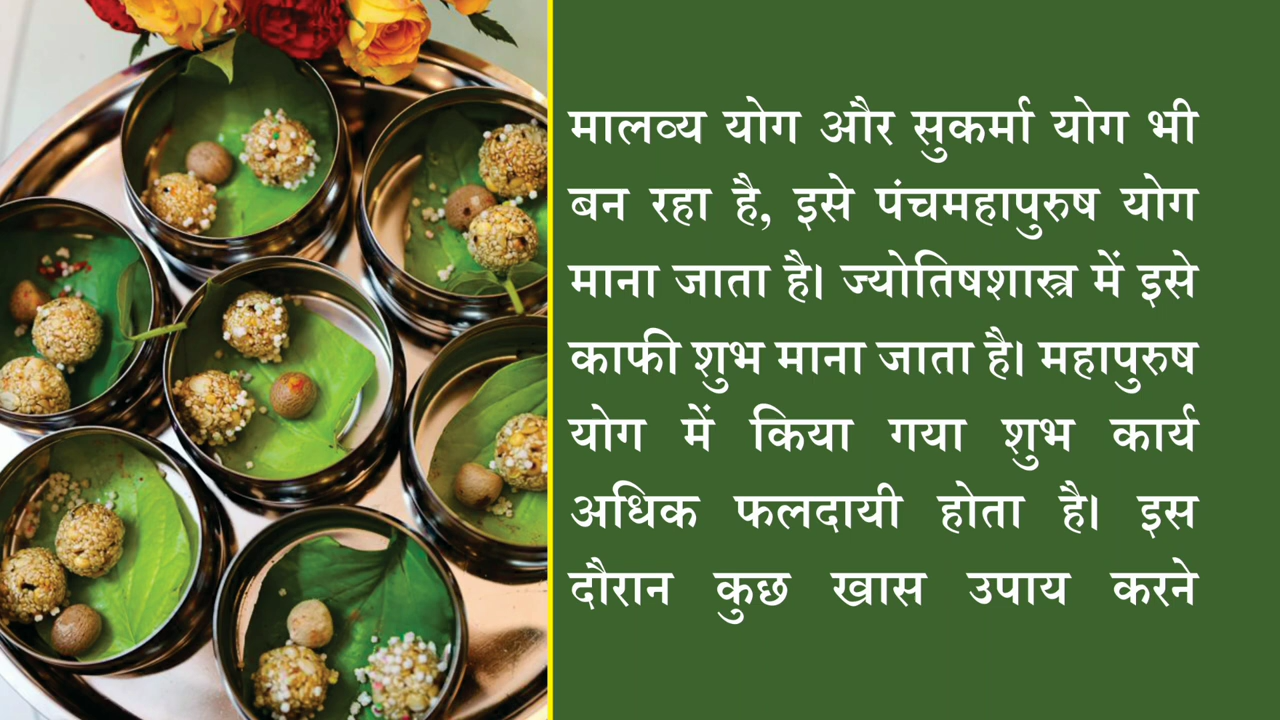 मालव्य योग और सुकर्मा योग भी
बन रहा है, इसे पंचमहापुरुष योग
माना जाता है। ज्योतिषशास्त्र में इसे
काफी शुभ माना जाता है। महापुरुष
योग में किया गया शुभ कार्य
अधिक फलदायी होता है। इस
दौरान कुछ खास उपाय करने